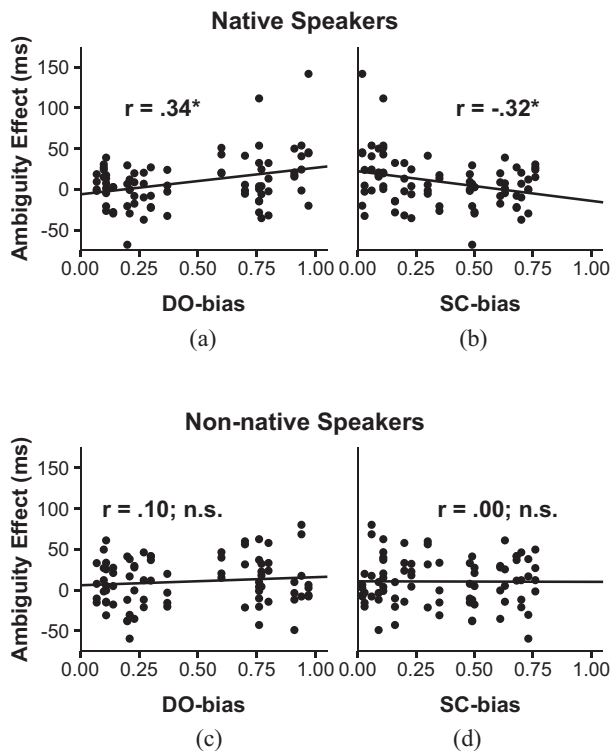 Native Speakers
Ambiguity Effect (ms)
150
100
50
0
-50
r = .34*
r = -.32*
0.00 0.25 0.50 0.75 1.00
0.00 0.25 0.50 0.75 1.00
DO-bias
SC-bias
(a)
(b)
Non-native Speakers
Ambiguity Effect (ms)
150
100
50
0
-50
r = .10; n.s.
r = .00; n.s.
0.00 0.25 0.50 0.75 1.00
0.00 0.25 0.50 0.75 1.00
DO-bias
SC-bias
(c)
(d)